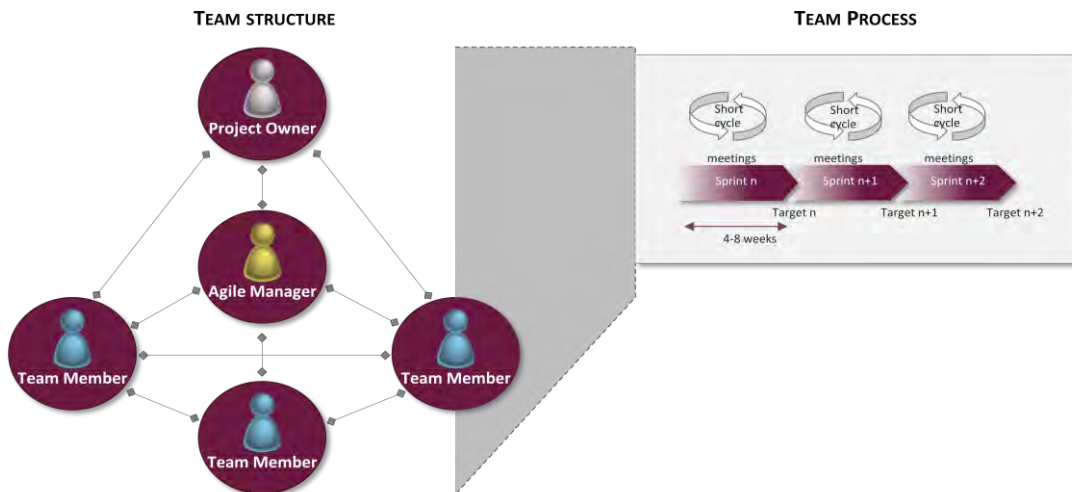 TEAM STRUCTURE
Project Owner
Agile Manager
Team Member
Team Member
Team Member
TEAM PROCESS
Short
cycle
Short
cycle
Short
cycle
meetings
meetings
meetings
Sprint n
Sprint n+1
Sprint n+2
Target n
Target n+1
Target n+2
4-8 weeks